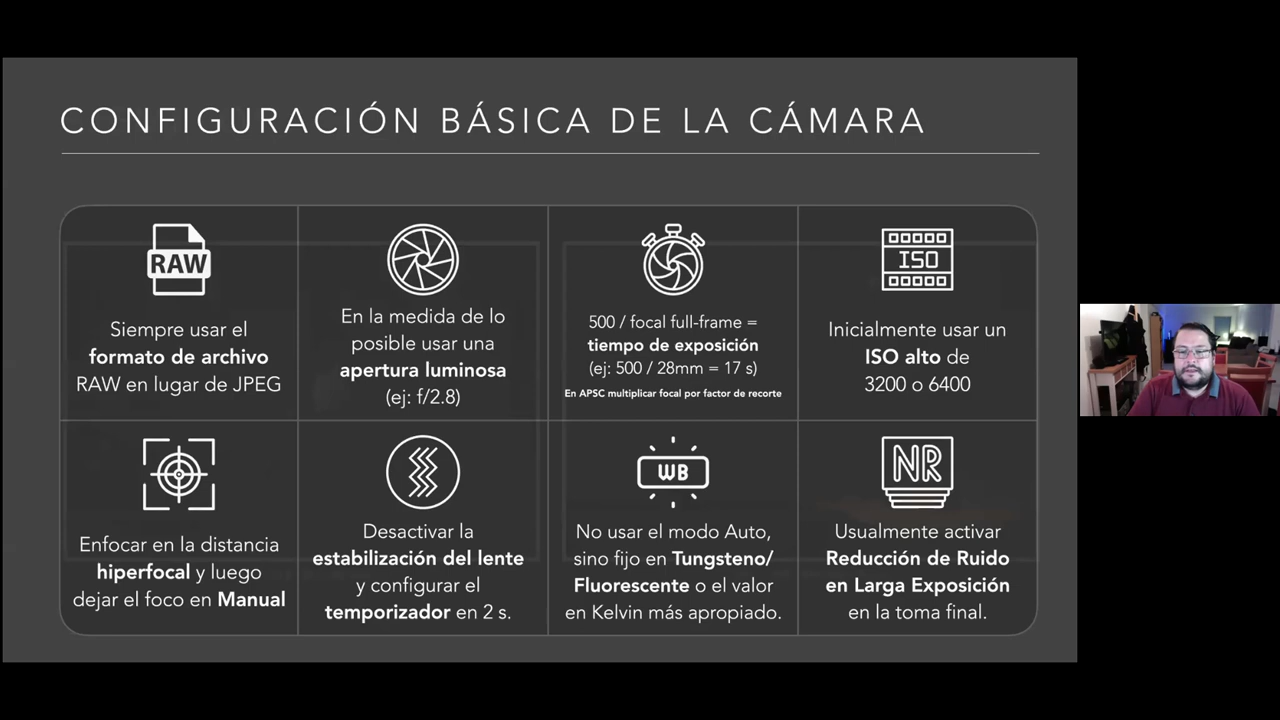 CONFIGURACIÓN BÁSICA DE LA CÁMARA
RAW
Siempre usar el
formato de archivo
RAW en lugar de JPEG
En la medida de lo
posible usar una
apertura luminosa
(ej: f/2.8)
500 / focal full-frame =
tiempo de exposición
(ej: 500 / 28mm = 17 s)
En APSC multiplicar focal por factor de recorte
ISO
Inicialmente usar un
ISO alto de
3200 o 6400
Enfocar en la distancia
hiperfocal y luego
dejar el foco en Manual
Desactivar la
estabilización del lente
y configurar el
temporizador en 2 s.
WB
No usar el modo Auto,
sino fijo en Tungsteno/
Fluorescente o el valor
en Kelvin más apropiado.
NR
Usualmente activar
Reducción de Ruido
en Larga Exposición
en la toma final.